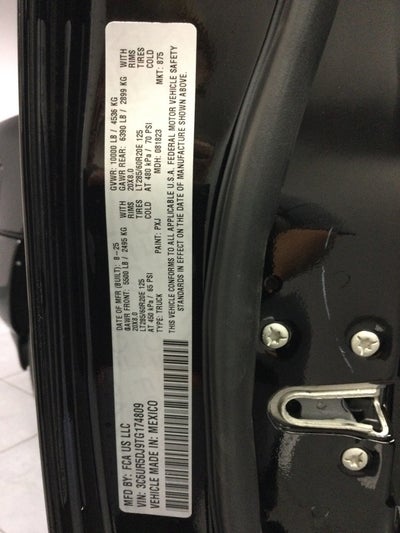 MFD BY: FCA US LLC
VIN: 3C6UR5DJ9TG174809
VEHICLE MADE IN: MEXICO
DATE OF MFR (BUILT): 8-25 GVWR: 10000 LB / 4536 KG
GAWR FRONT: 5500 LB / 2495 KG WITH GAWR REAR: 6390 LB / 2899 KG WITH
20X8.0 RIMS 20X8.0 RIMS
LT285/60R20E 125 TIRES LT285/60R20E 125 TIRES
AT 450 kPa / 65 PSI COLD AT 480 kPa / 70 PSI COLD
TYPE: TRUCK PAINT: PXJ MDH: 081823 MKT: 875
THIS VEHICLE CONFORMS TO ALL APPLICABLE U.S.A. FEDERAL MOTOR VEHICLE SAFETY
STANDARDS IN EFFECT ON THE DATE OF MANUFACTURE SHOWN ABOVE.